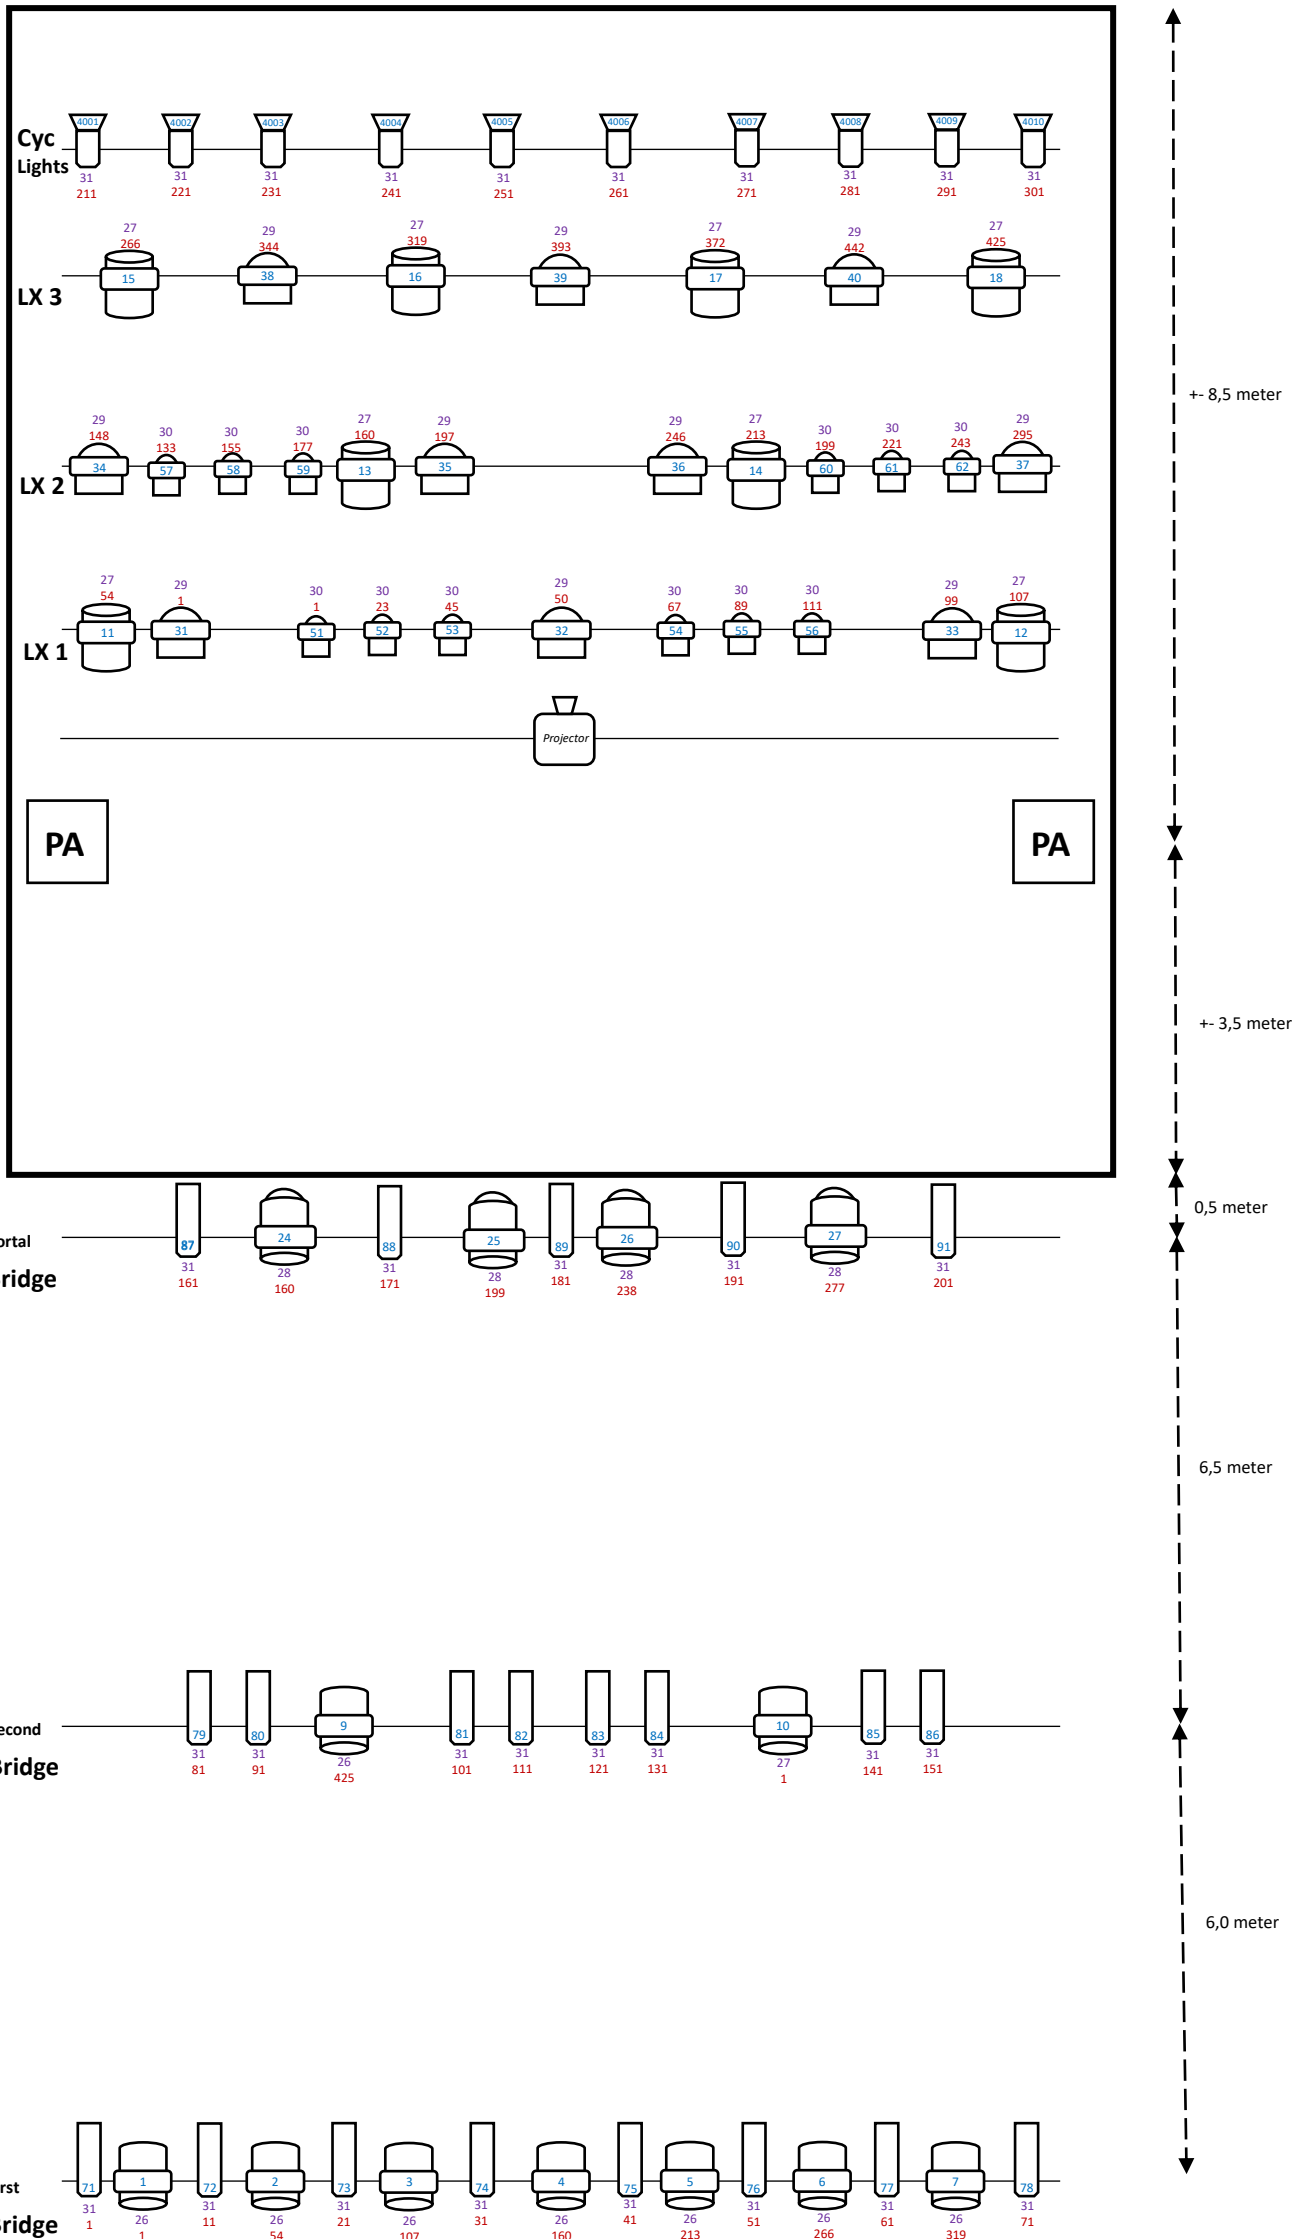 4001 4002 4003 4004 4005 4006 4007 4008 4009 4010
Cyc
Lights
31 31 31 31 31 31 31 31 31 31
211 221 231 241 251 261 271 281 291 301
27 29 27 29 27 29 27
266 344 319 393 372 442 425
15 38 16 39 17 40 18
LX 3
+- 8,5 meter
29 30 30 30 27 29 29 27 30 30 30 29
148 133 155 177 160 197 246 213 199 221 243 295
34 57 58 59 13 35 36 14 60 61 62 37
LX 2
27 29 30 30 30 29 30 30 30 29 27
54 1 1 23 45 50 67 89 111 99 107
11 31 51 52 53 32 54 55 56 33 12
LX 1
Projector
PA PA
+- 3,5 meter
0,5 meter
87 24 88 25 89 26 90 27 91
ortal
ridge
31 28 31 28 31 28 31 28 31
161 160 171 199 181 238 191 277 201
6,5 meter
79 80 9 81 82 83 84 10 85 86
econd
Bridge
31 31 26 31 31 31 31 27 31 31
81 91 425 101 111 121 131 1 141 151
6,0 meter
71 1 72 2 73 3 74 4 75 5 76 6 77 7 78
rst
Bridge
31 26 31 26 31 26 31 26 31 26 31 26 31 26 31
1 1 11 54 21 107 31 160 41 213 51 266 61 319 71